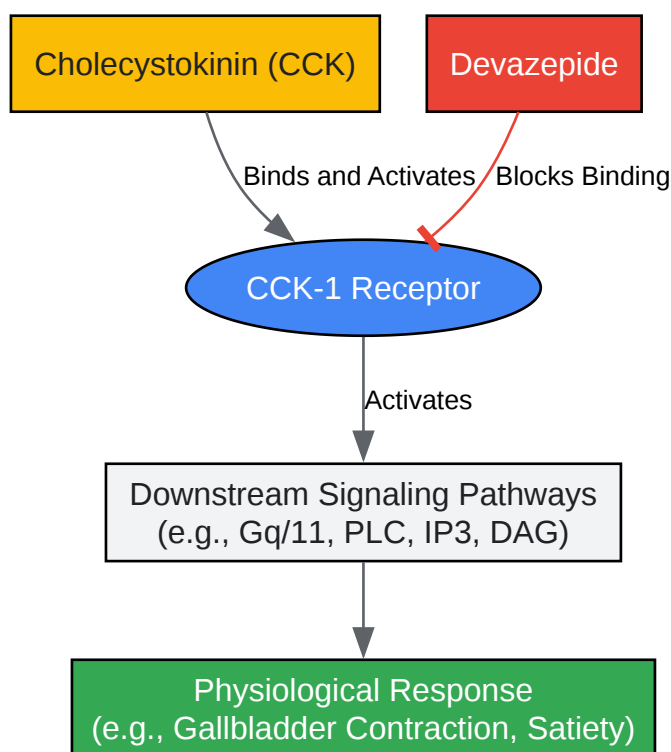 Cholecystokinin (CCK)
Devazepide
Binds and Activates
Blocks Binding
CCK-1 Receptor
Activates
Downstream Signaling Pathways
(e.g., Gq/11, PLC, IP3, DAG)
Physiological Response
(e.g., Gallbladder Contraction, Satiety)